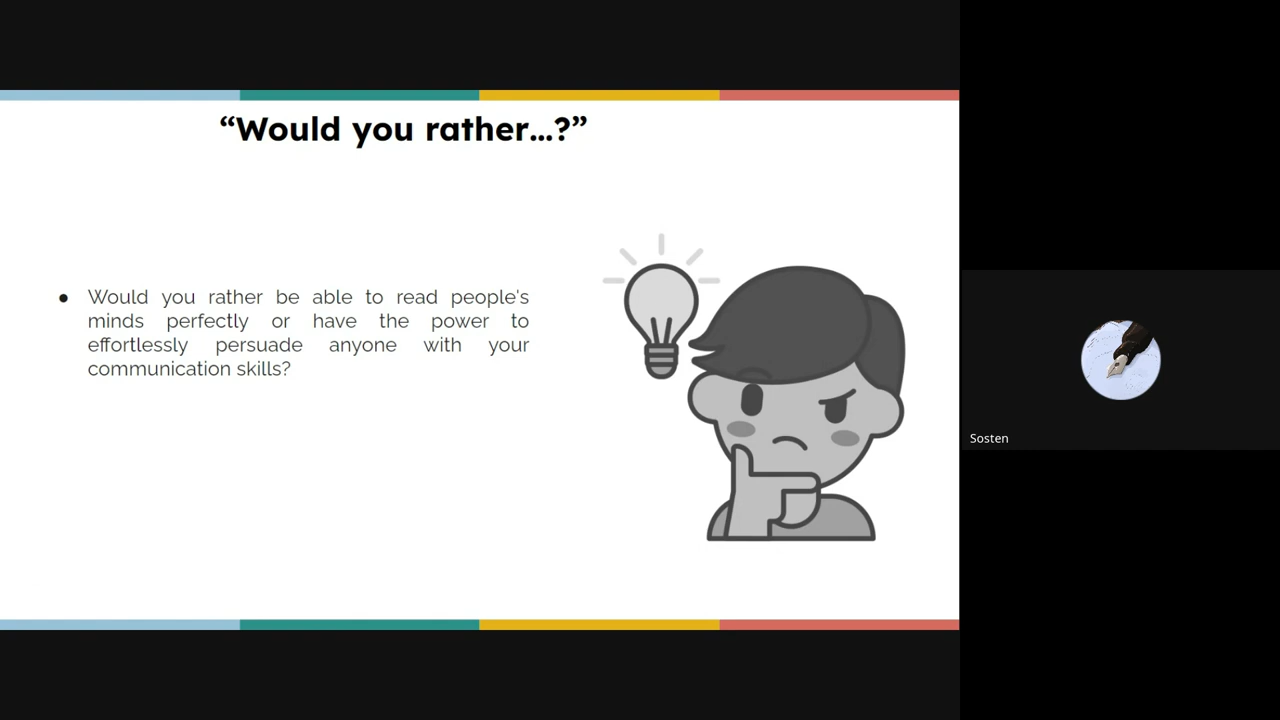 “Would you rather...?”
● Would you rather be able to read people's
minds perfectly or have the power to
effortlessly persuade anyone with your
communication skills?
Sosten